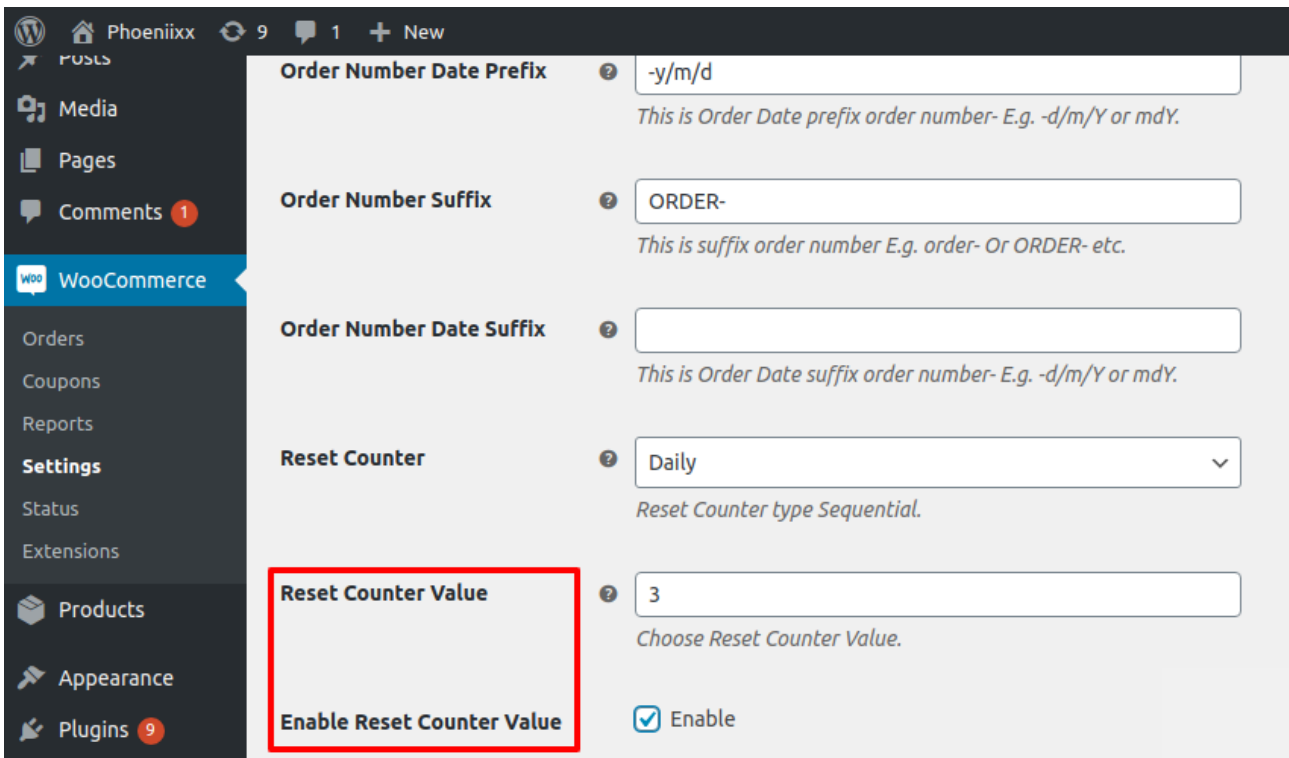 Phoeniixx 9 1 New
Posts
Media
Pages
Comments 1
WOO WooCommerce
Orders
Coupons
Reports
Settings
Status
Extensions
Products
Appearance
Plugins 9
Order Number Date Prefix -y/m/d
This is Order Date prefix order number- E.g. -d/m/Y or mdY.
Order Number Suffix ORDER-
This is suffix order number E.g. order- Or ORDER- etc.
Order Number Date Suffix
This is Order Date suffix order number- E.g. -d/m/Y or mdY.
Reset Counter Daily
Reset Counter type Sequential.
Reset Counter Value 3
Choose Reset Counter Value.
Enable Reset Counter Value Enable